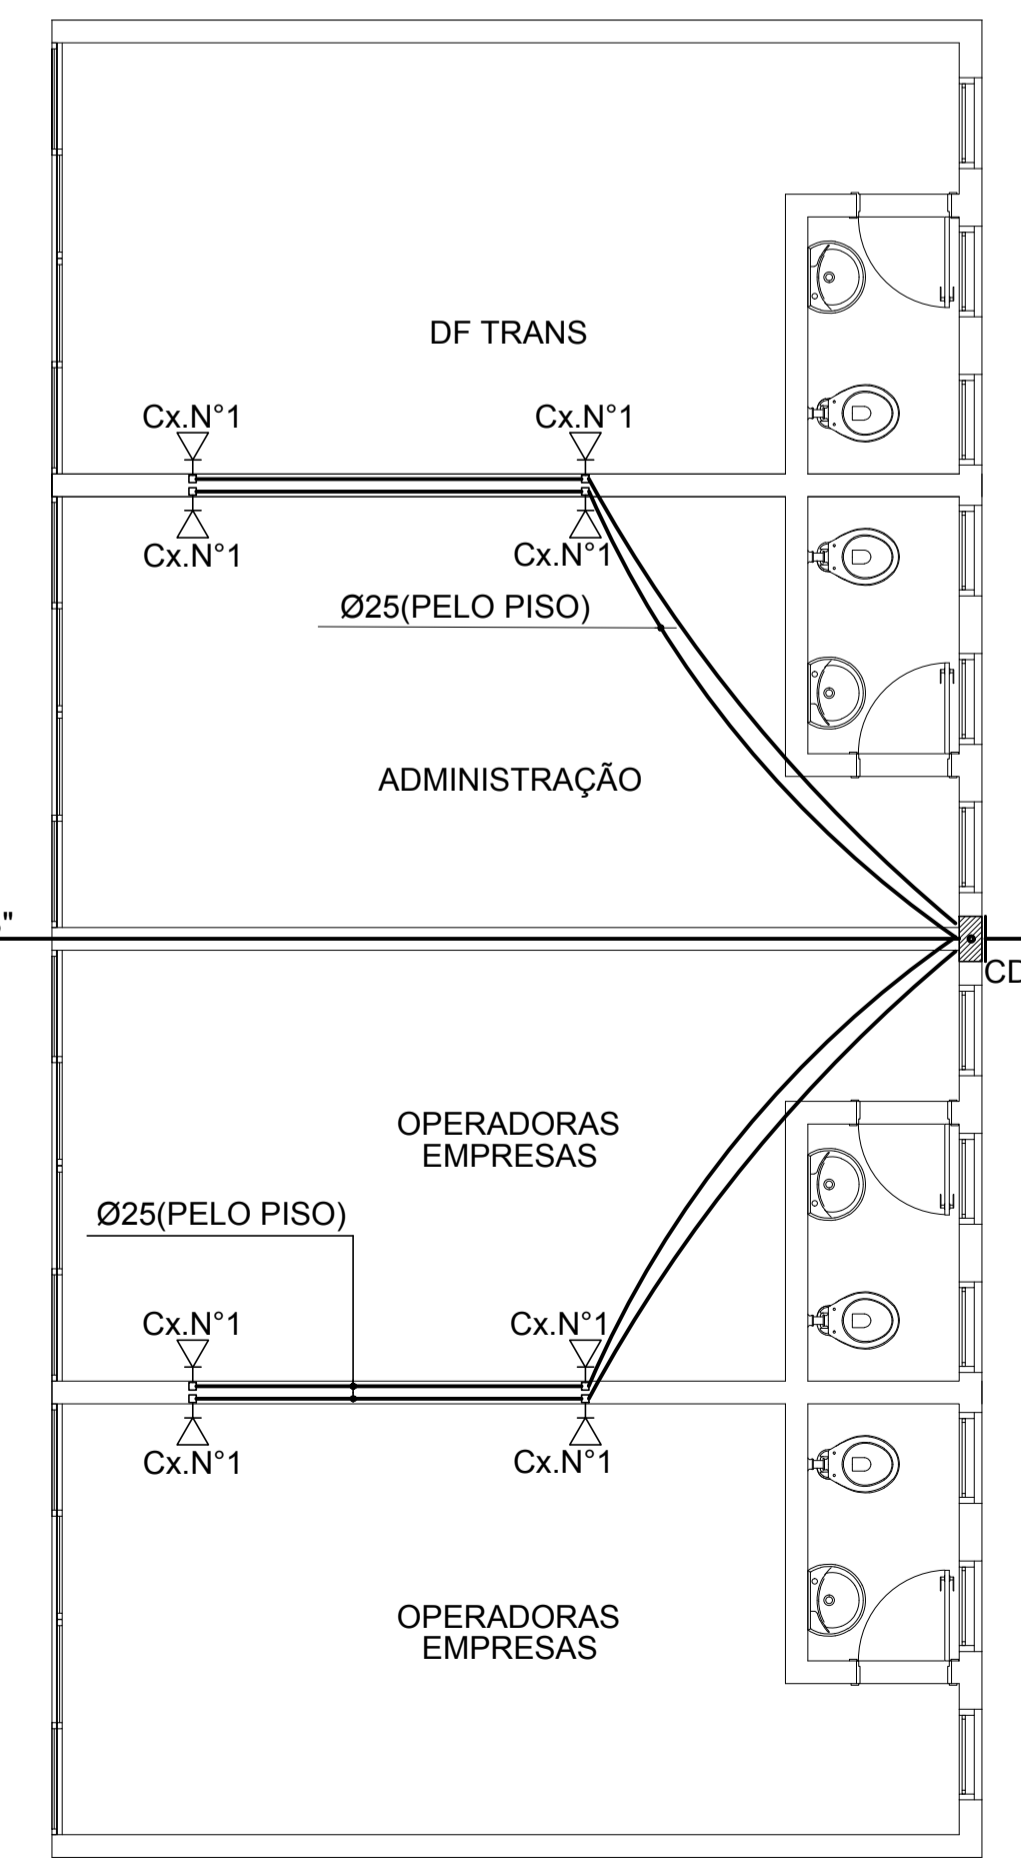 DF TRANS
Cx.N°1
Cx.N°1
Cx.N°1
Cx.N°1
Ø25(PELO PISO)
ADMINISTRAÇÃO
"
CD
OPERADORAS
EMPRESAS
Ø25(PELO PISO)
Cx.N°1
Cx.N°1
Cx.N°1
Cx.N°1
OPERADORAS
EMPRESAS